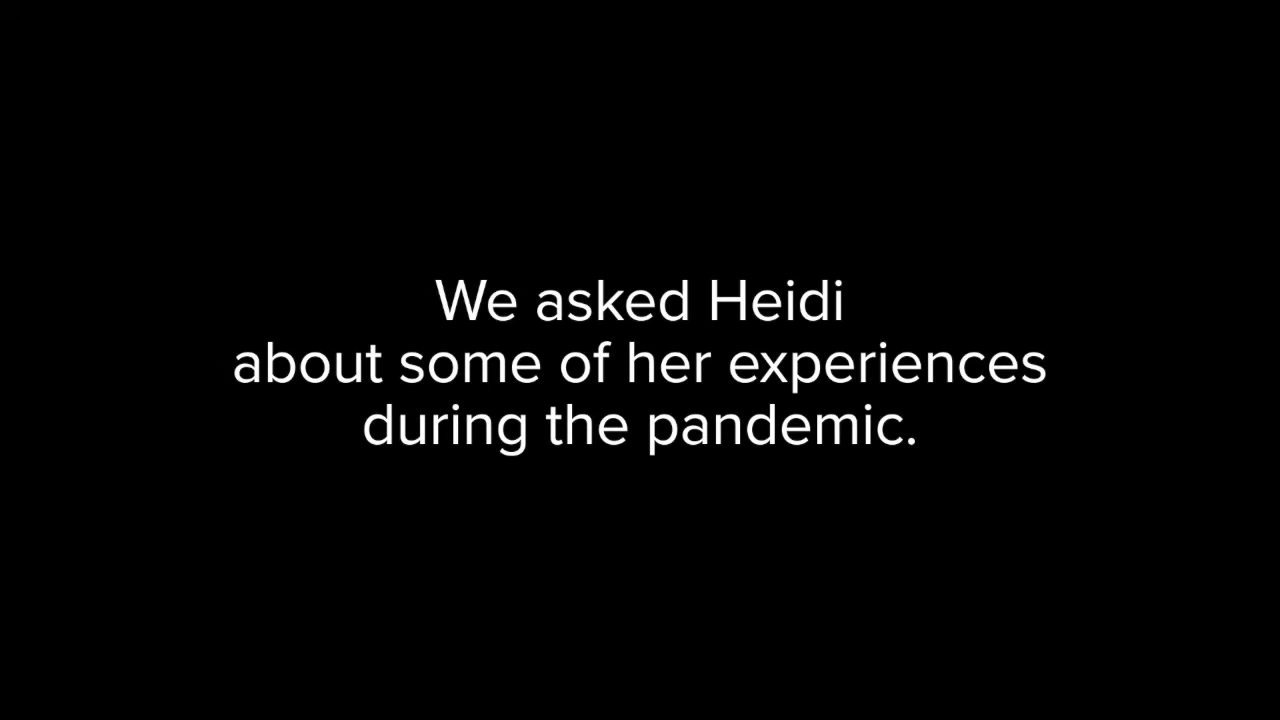 We asked Heidi
about some of her experiences
during the pandemic.